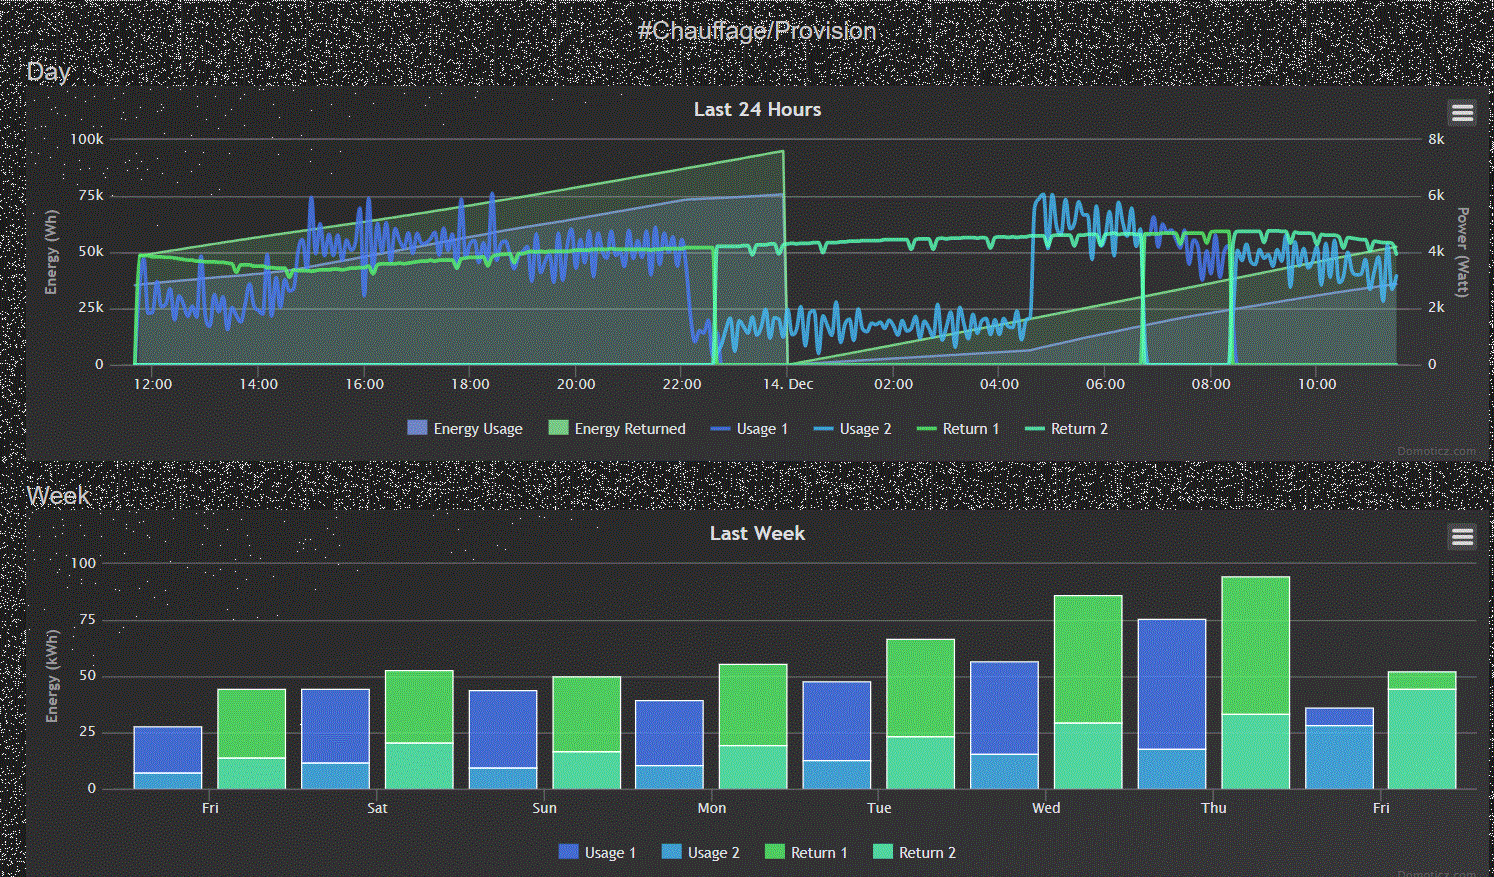 #Chauffage/Provision
Day
Last 24 Hours
100k
75k
50k
25k
0
Energy (Wh)
8k
6k
4k
2k
0
Power (Watt)
12:00 14:00 16:00 18:00 20:00 22:00 14. Dec 02:00 04:00 06:00 08:00 10:00
Energy Usage Energy Returned Usage 1 Usage 2 Return 1 Return 2
Domoticz.com
Week
Last Week
100
75
50
25
0
Energy (kWh)
Fri Sat Sun Mon Tue Wed Thu Fri
Usage 1 Usage 2 Return 1 Return 2
Domoticz.com